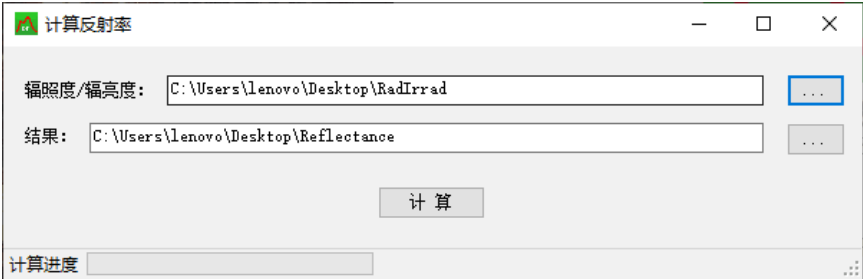 计算反射率
辐照度/辐亮度： C:\Users\lenovo\Desktop\RadIrrad ...
结果： C:\Users\lenovo\Desktop\Reflectance ...
计 算
计算进度